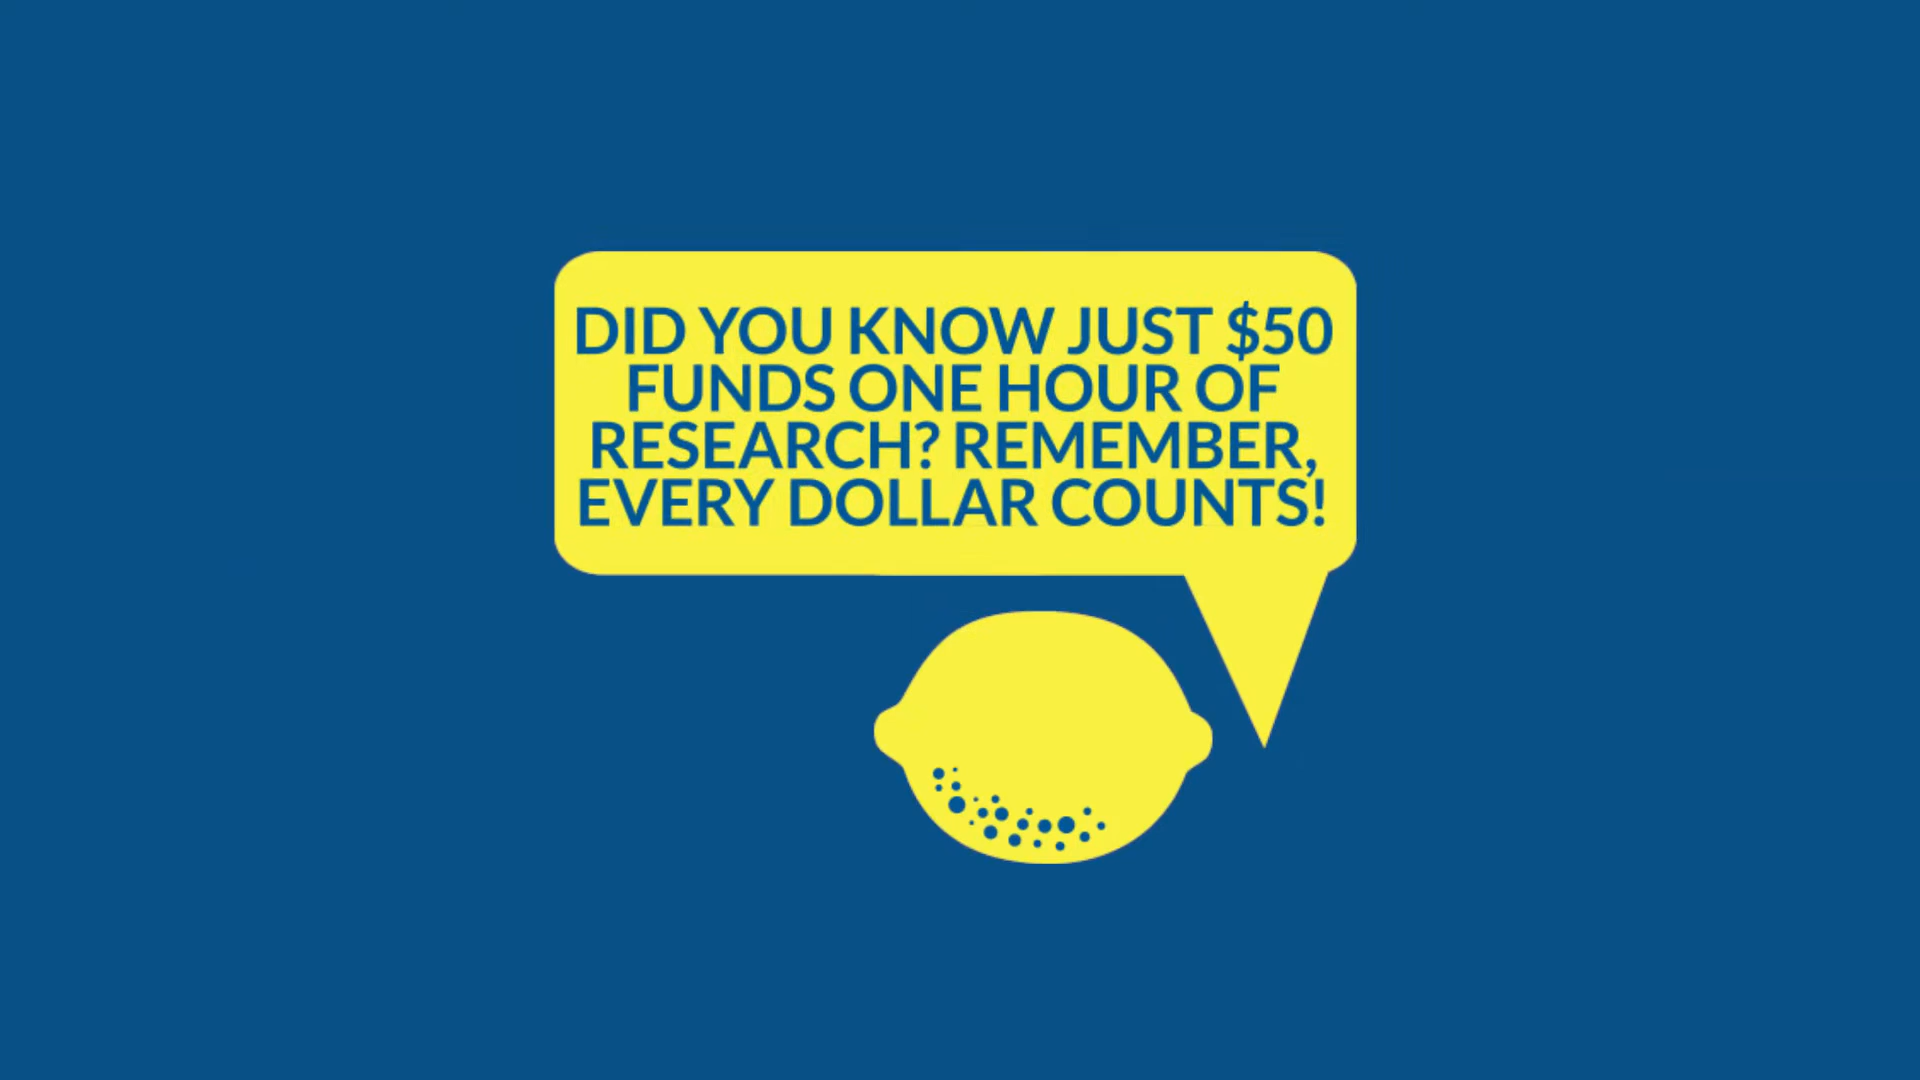 DID YOU KNOW JUST $50
FUNDS ONE HOUR OF
RESEARCH? REMEMBER,
EVERY DOLLAR COUNTS!